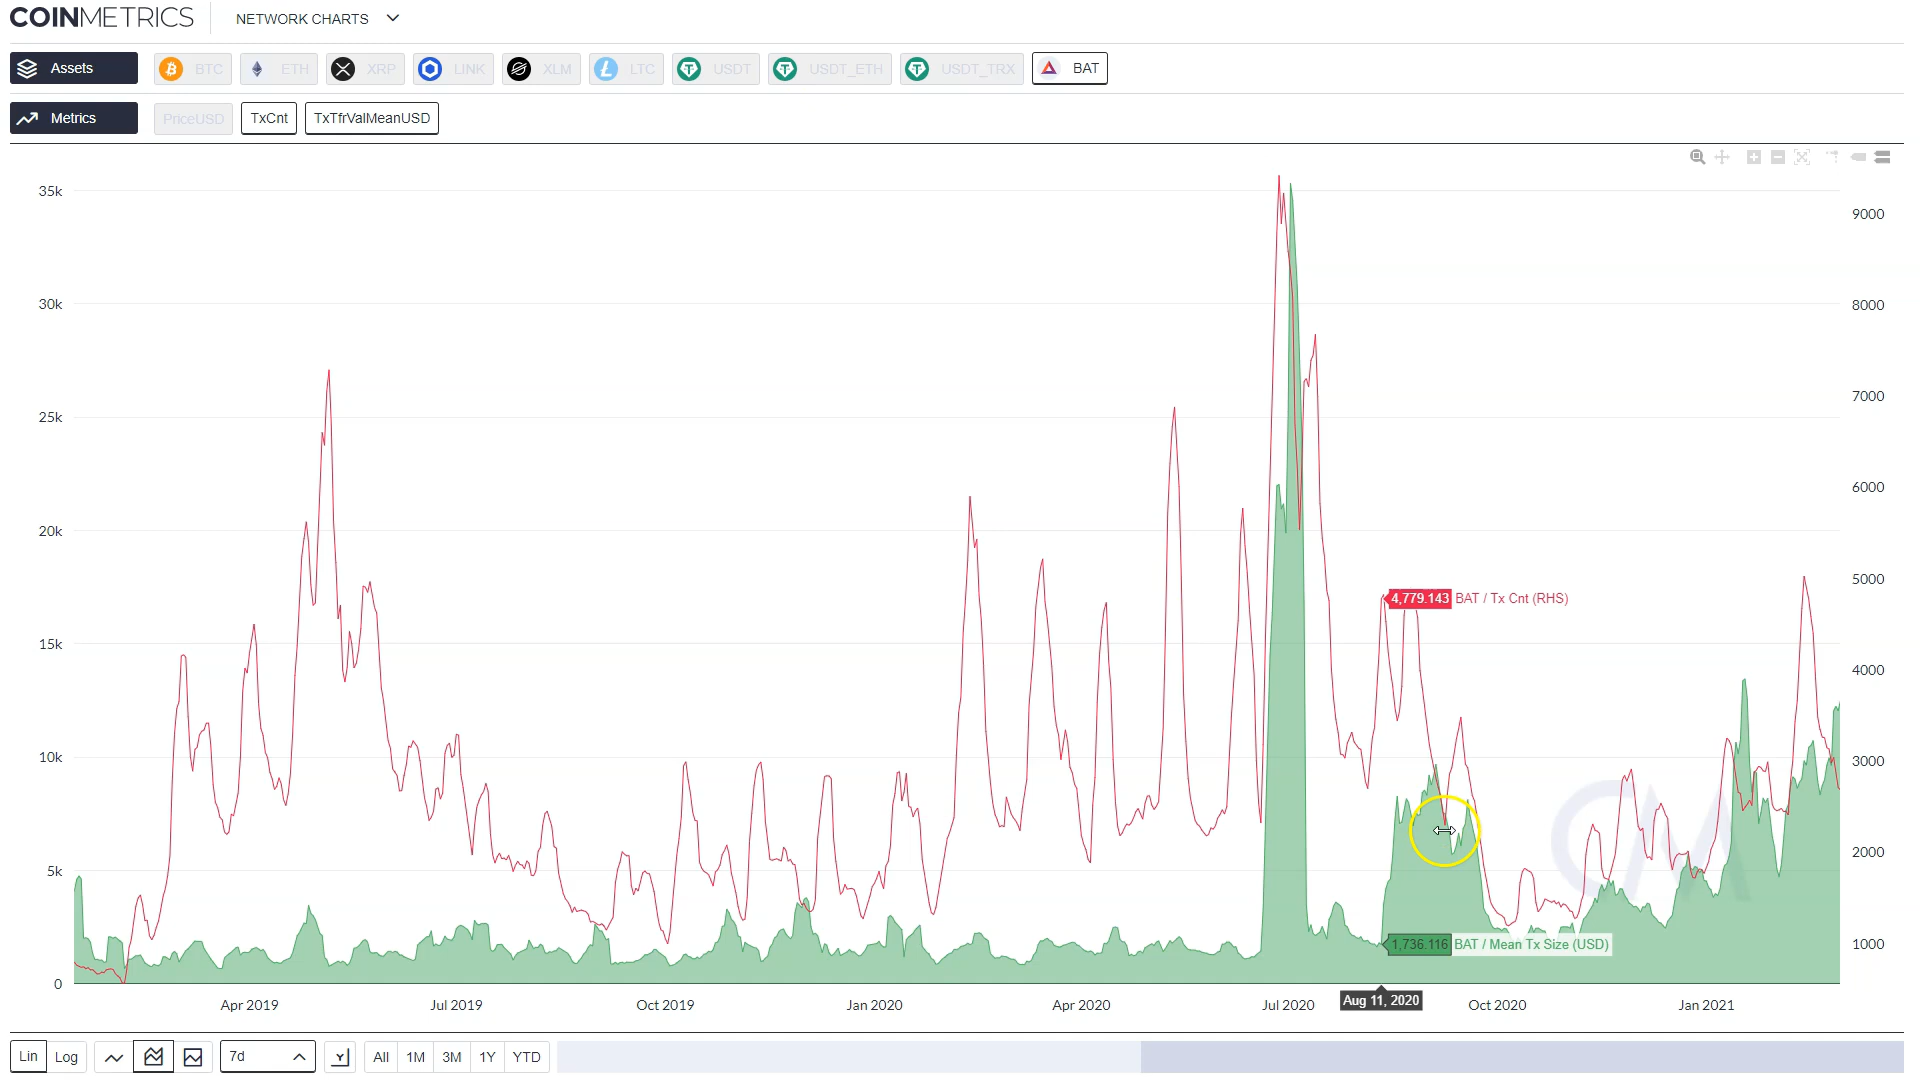 COINMETRICS NETWORK CHARTS
Assets BTC ETH XRP LINK XLM LTC USDT USDT_ETH USDT_TRX BAT
Metrics PriceUSD TxCnt TxTfrValMeanUSD
35k
30k
25k
20k
15k
10k
5k
0
9000
8000
7000
6000
5000
4000
3000
2000
1000
4,779.143 BAT / Tx Cnt (RHS)
CM
1,736.116 BAT / Mean Tx Size (USD)
Apr 2019 Jul 2019 Oct 2019 Jan 2020 Apr 2020 Jul 2020 Aug 11, 2020 Oct 2020 Jan 2021
Lin Log 7d All 1M 3M 1Y YTD